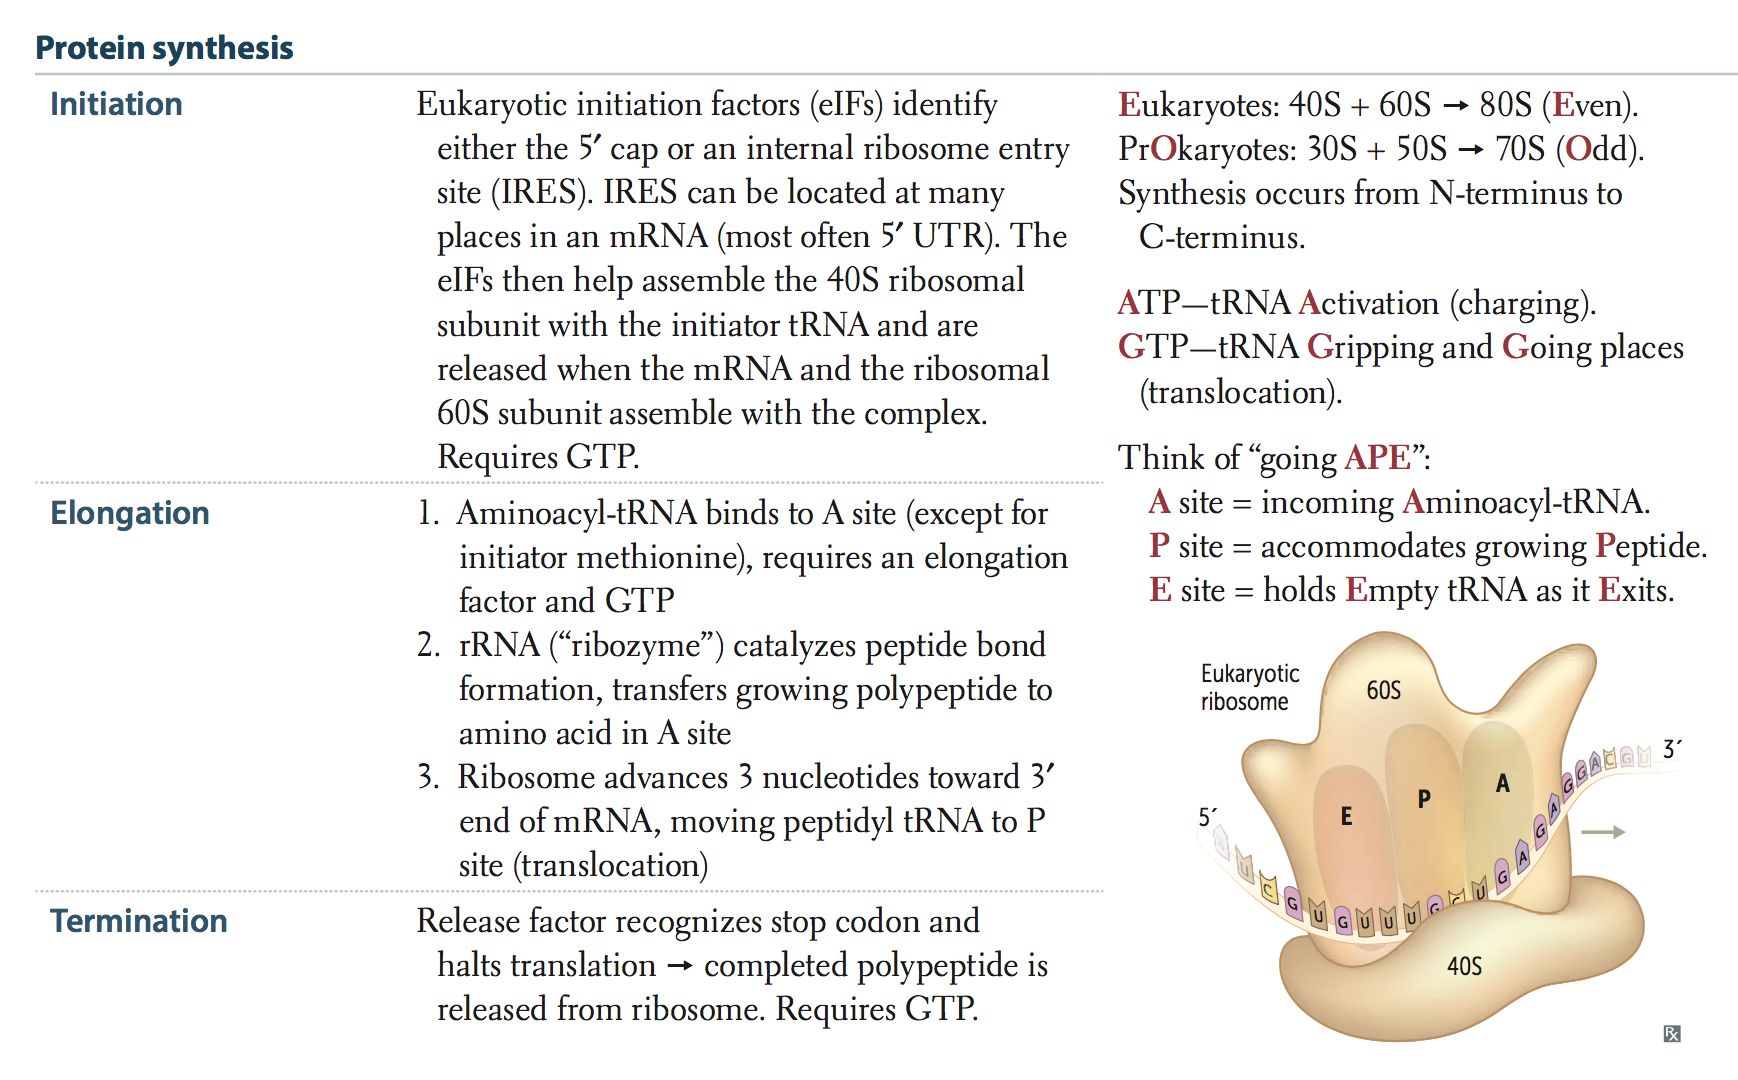 Protein synthesis
Initiation
Eukaryotic initiation factors (eIFs) identify
either the 5′ cap or an internal ribosome entry
site (IRES). IRES can be located at many
places in an mRNA (most often 5′ UTR). The
eIFs then help assemble the 40S ribosomal
subunit with the initiator tRNA and are
released when the mRNA and the ribosomal
60S subunit assemble with the complex.
Requires GTP.
Eukaryotes: 40S + 60S → 80S (Even).
PrOkaryotes: 30S + 50S → 70S (Odd).
Synthesis occurs from N-terminus to
C-terminus.
ATP—tRNA Activation (charging).
GTP—tRNA Gripping and Going places
(translocation).
Think of “going APE”:
A site = incoming Aminoacyl-tRNA.
P site = accommodates growing Peptide.
E site = holds Empty tRNA as it Exits.
Elongation
1. Aminoacyl-tRNA binds to A site (except for
initiator methionine), requires an elongation
factor and GTP
2. rRNA (“ribozyme”) catalyzes peptide bond
formation, transfers growing polypeptide to
amino acid in A site
3. Ribosome advances 3 nucleotides toward 3′
end of mRNA, moving peptidyl tRNA to P
site (translocation)
Termination
Release factor recognizes stop codon and
halts translation → completed polypeptide is
released from ribosome. Requires GTP.
Eukaryotic
ribosome
60S
E P A
5′
A U C G U G U U U G C U G A G A G G A C G U
3′
40S
Rx